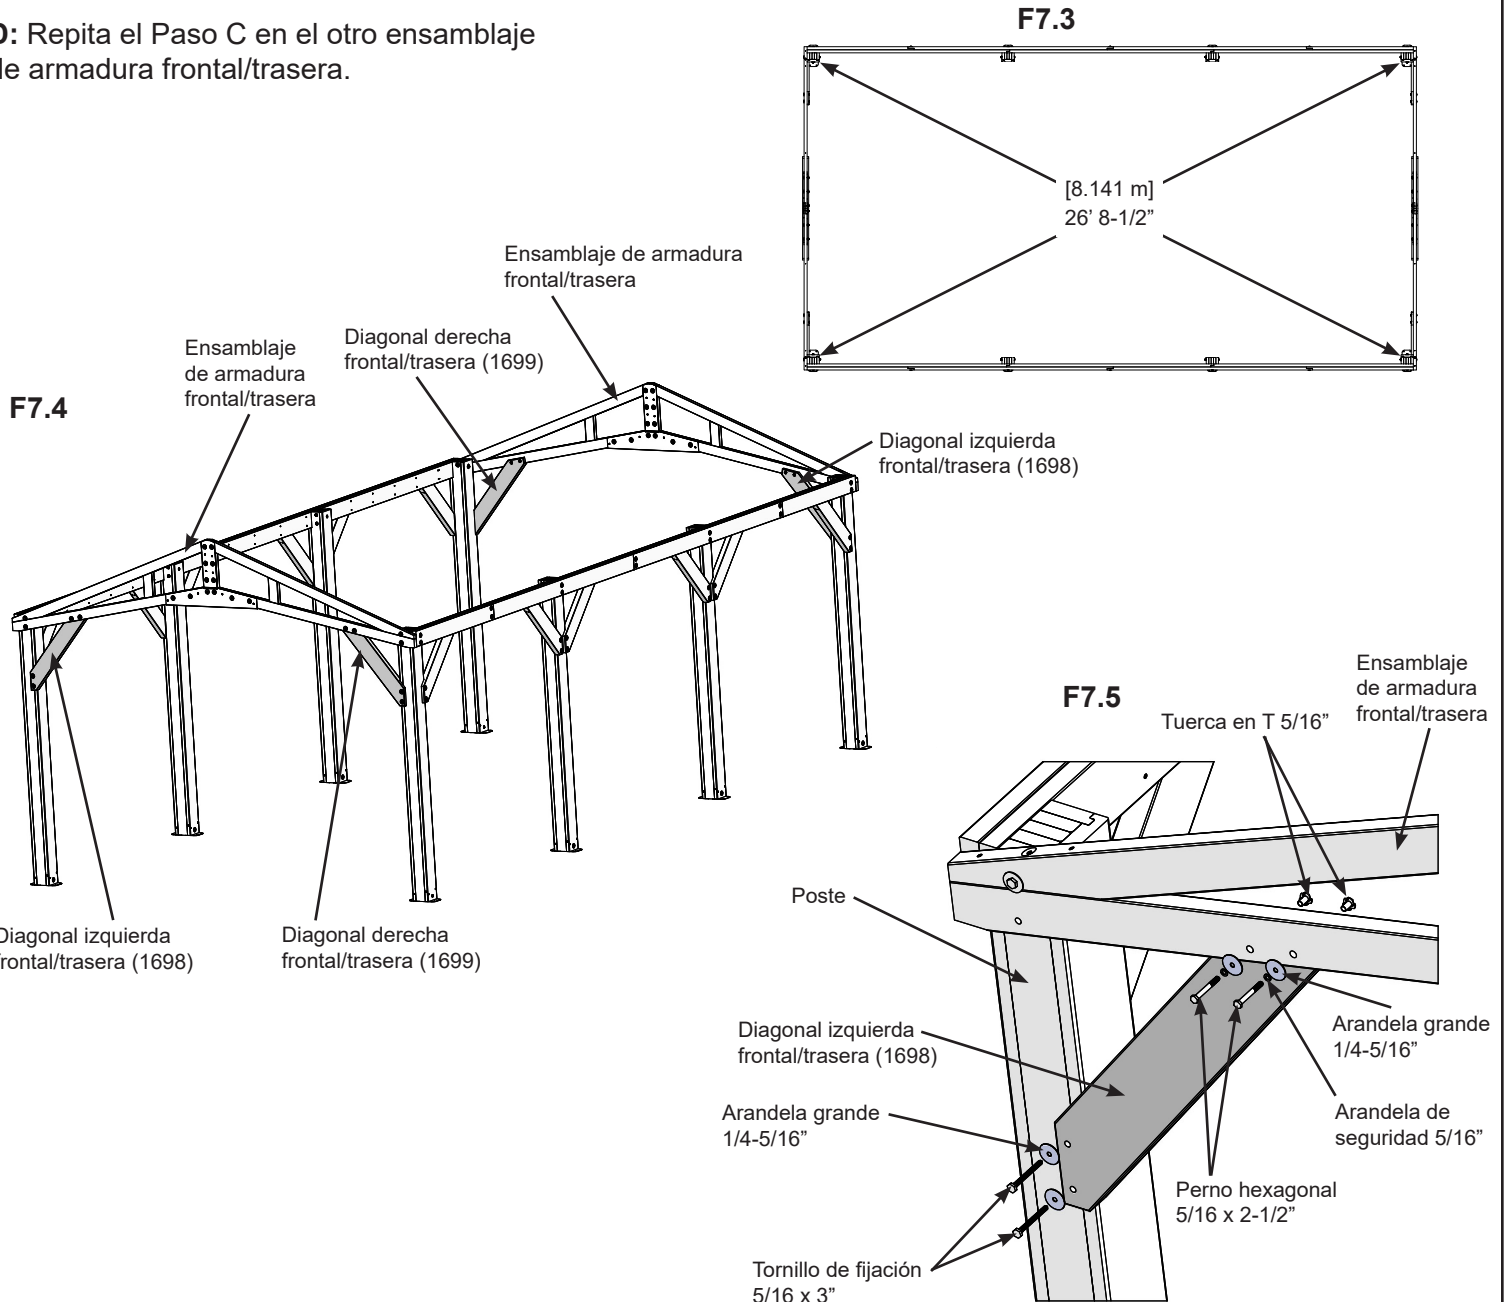 D: Repita el Paso C en el otro ensamblaje
de armadura frontal/trasera.
F7.3
[8.141 m]
26’ 8-1/2”
F7.4
Ensamblaje de armadura
frontal/trasera
Diagonal derecha
frontal/trasera (1699)
Ensamblaje
de armadura
frontal/trasera
Diagonal izquierda
frontal/trasera (1698)
Diagonal izquierda
frontal/trasera (1698)
Diagonal derecha
frontal/trasera (1699)
F7.5
Ensamblaje
de armadura
frontal/trasera
Tuerca en T 5/16”
Poste
Diagonal izquierda
frontal/trasera (1698)
Arandela grande
1/4-5/16”
Arandela grande
1/4-5/16”
Arandela de
seguridad 5/16”
Perno hexagonal
5/16 x 2-1/2”
Tornillo de fijación
5/16 x 3”